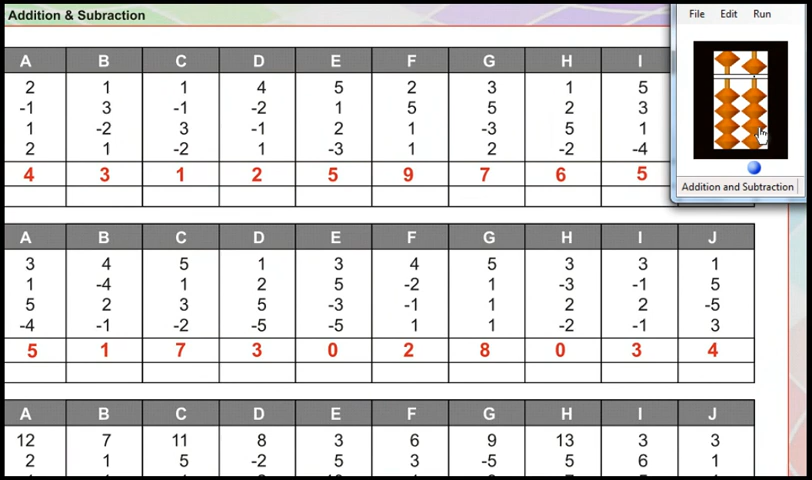 Addition & Subtraction
File Edit Run
A B C D E F G H I
2 1 1 4 5 2 3 1 5
-1 3 -1 -2 1 5 5 2 3
1 -2 3 -1 2 1 -3 5 1
2 1 -2 1 -3 1 2 -2 -4
4 3 1 2 5 9 7 6 5
Addition and Subtraction
A B C D E F G H I J
3 4 5 1 3 4 5 3 3 1
1 -4 1 2 5 -2 1 -3 -1 5
5 2 3 5 -3 -1 1 2 2 -5
-4 -1 -2 -5 -5 1 1 -2 -1 3
5 1 7 3 0 2 8 0 3 4
A B C D E F G H I J
12 7 11 8 3 6 9 13 3 3
2 1 5 -2 5 3 -5 5 6 1